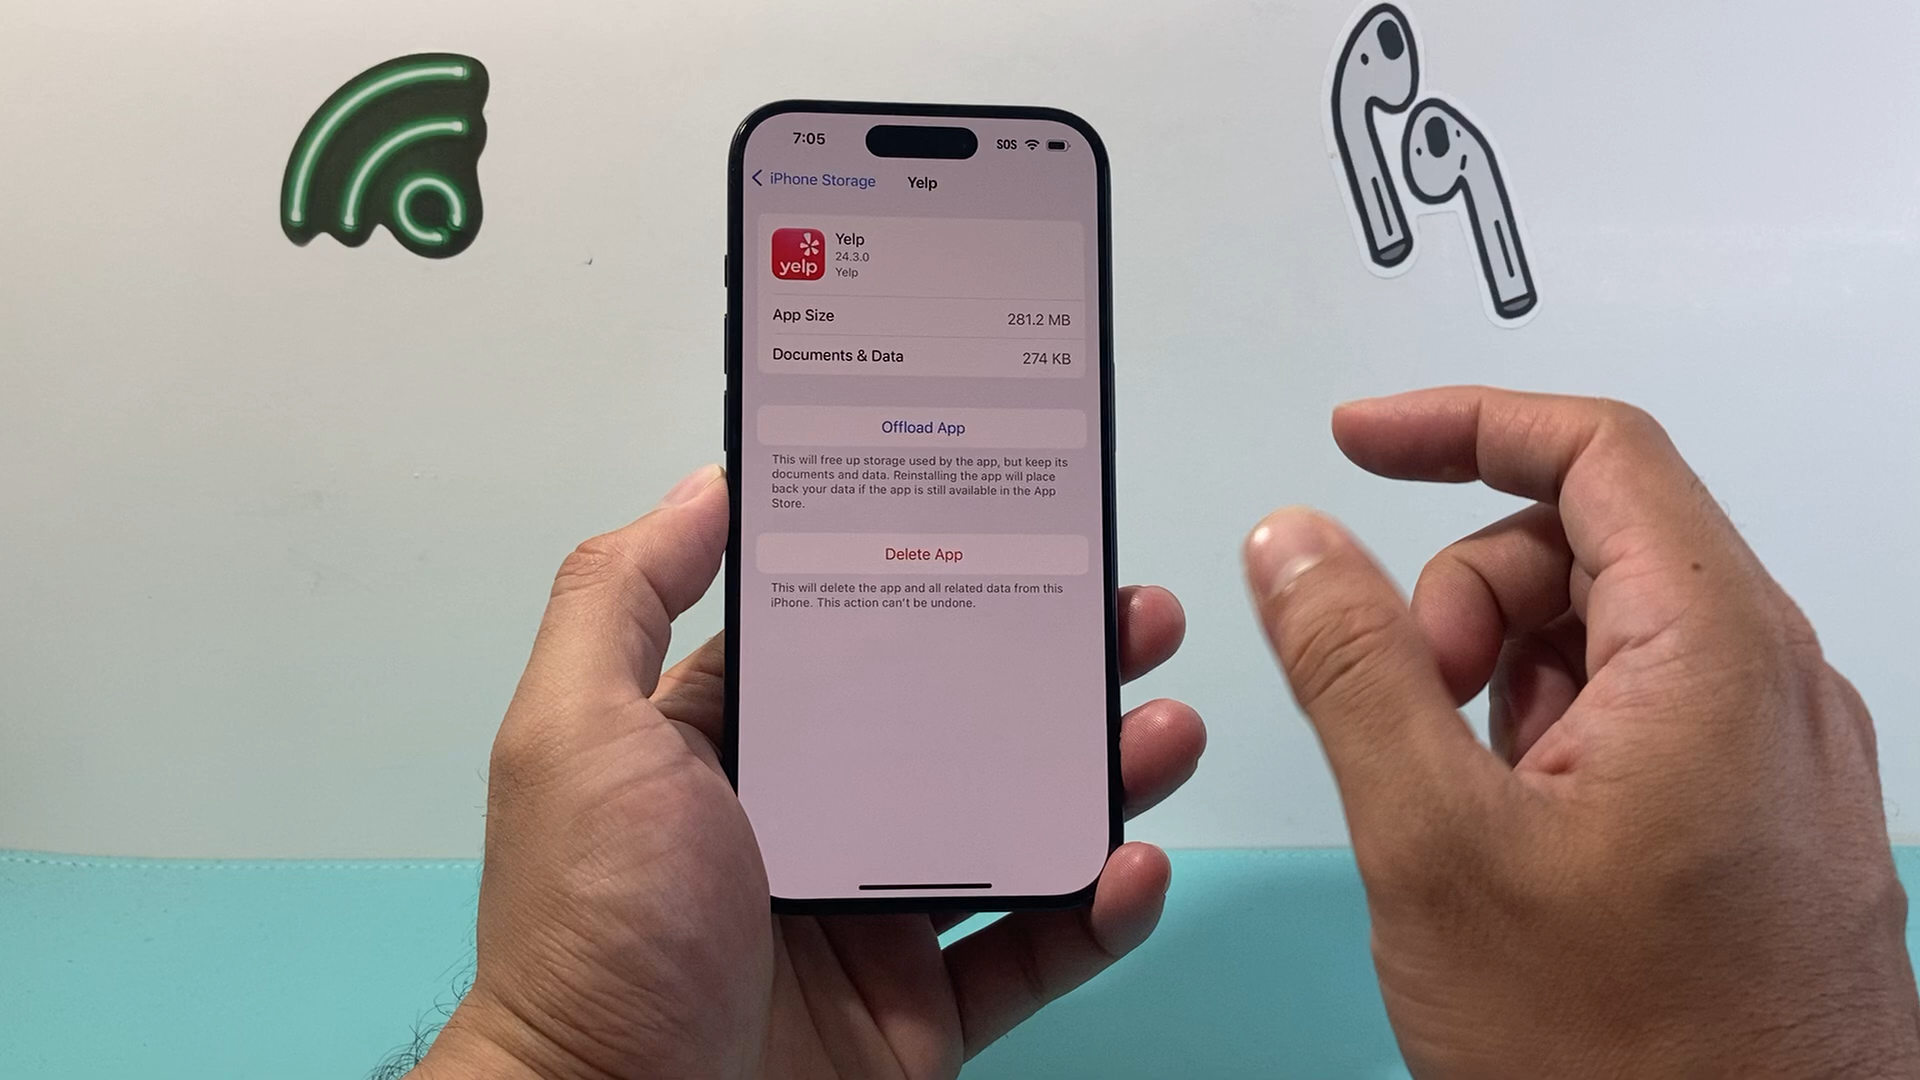 7:05
SOS
iPhone Storage
Yelp
yelp
Yelp
24.3.0
Yelp
App Size
281.2 MB
Documents & Data
274 KB
Offload App
This will free up storage used by the app, but keep its
documents and data. Reinstalling the app will place
back your data if the app is still available in the App
Store.
Delete App
This will delete the app and all related data from this
iPhone. This action can't be undone.